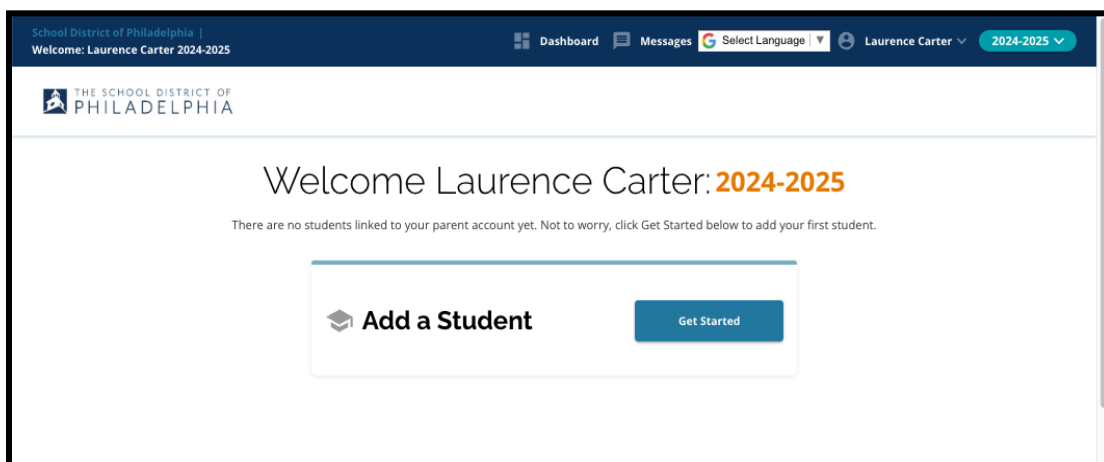 School District of Philadelphia |
Welcome: Laurence Carter 2024-2025
Dashboard Messages G Select Language ▼ Laurence Carter 2024-2025
THE SCHOOL DISTRICT OF
PHILADELPHIA
Welcome Laurence Carter: 2024-2025
There are no students linked to your parent account yet. Not to worry, click Get Started below to add your first student.
Add a Student Get Started